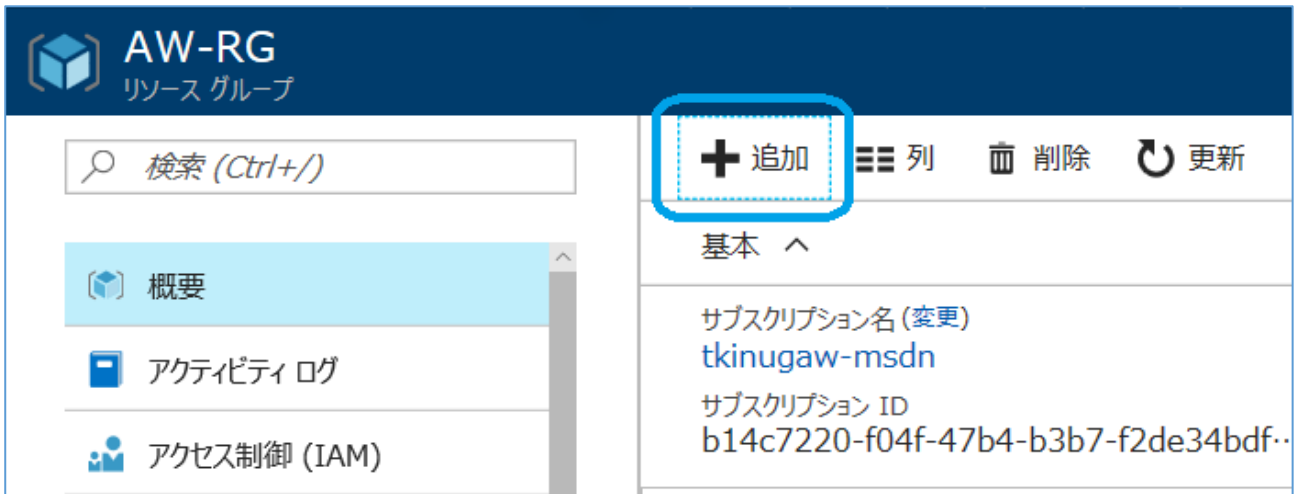 AW-RG
リソース グループ
検索 (Ctrl+/)
追加 列 削除 更新
基本
概要
アクティビティ ログ
アクセス制御 (IAM)
サブスクリプション名 (変更)
tkinugaw-msdn
サブスクリプション ID
b14c7220-f04f-47b4-b3b7-f2de34bdf…